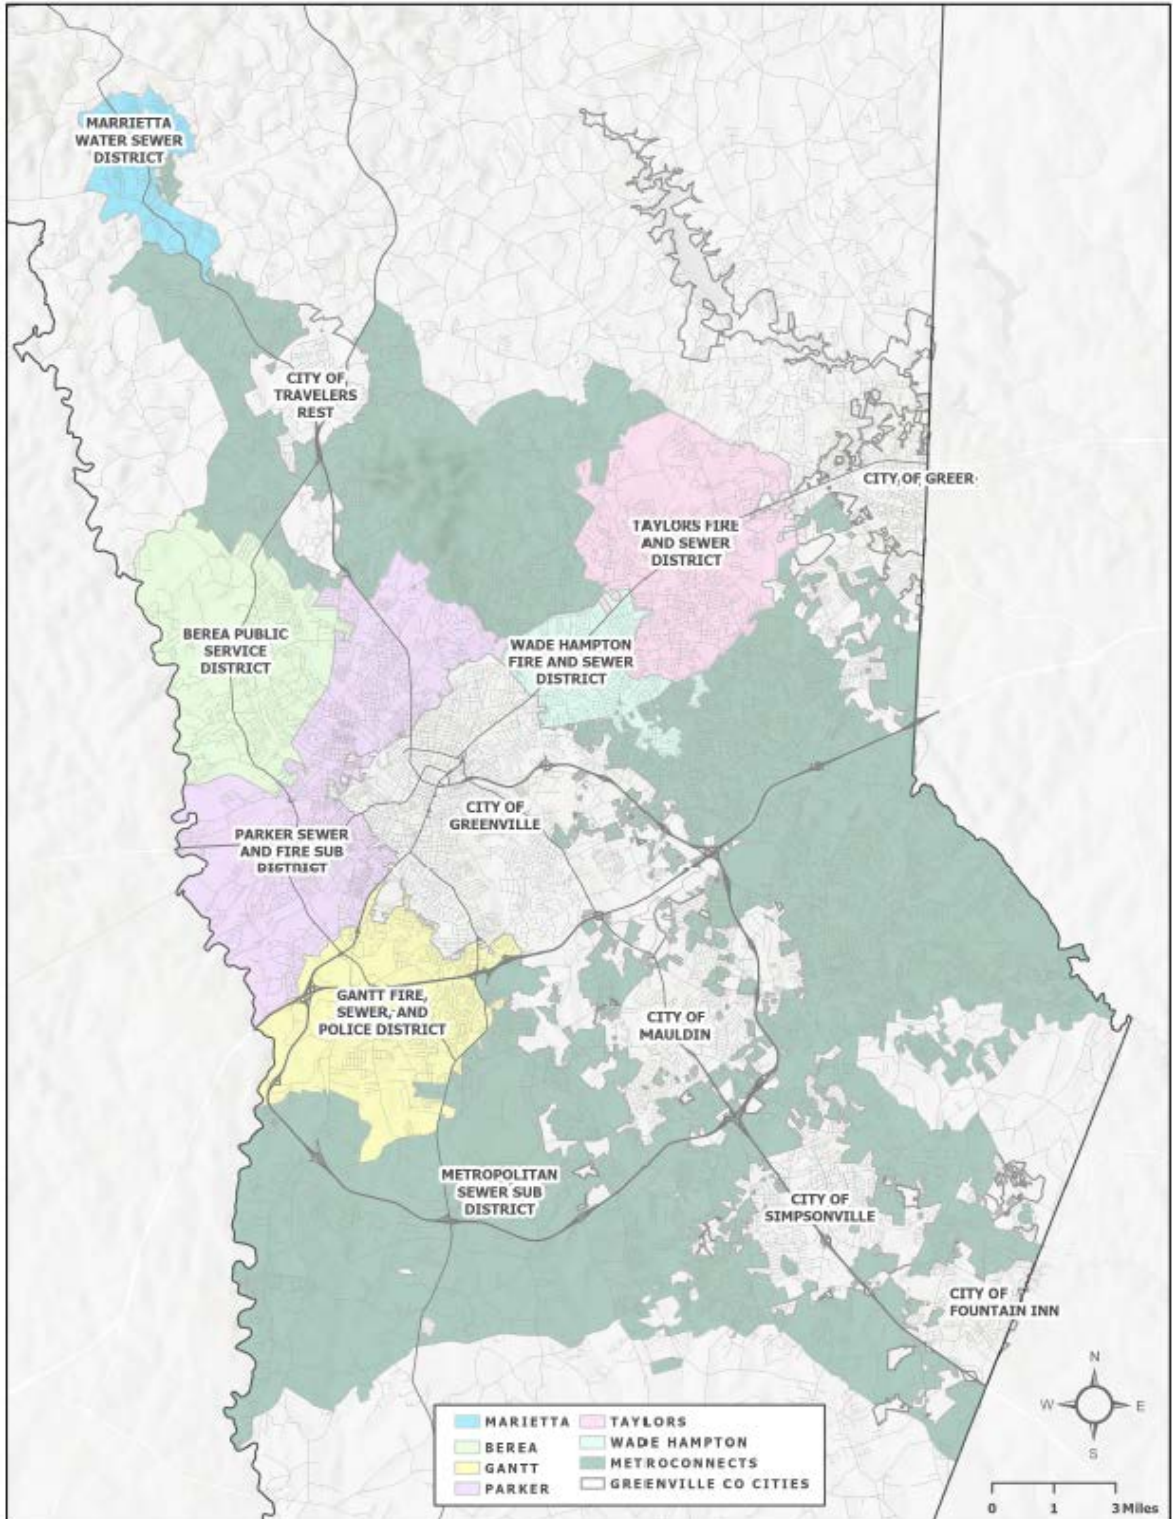 MARRIETTA
WATER SEWER
DISTRICT
CITY OF
TRAVELERS
REST
CITY OF GREER
TAYLORS FIRE
AND SEWER
DISTRICT
BEREA PUBLIC
SERVICE
DISTRICT
WADE HAMPTON
FIRE AND SEWER
DISTRICT
CITY OF
GREENVILLE
PARKER SEWER
AND FIRE SUB
DISTRICT
GANTT FIRE,
SEWER, AND
POLICE DISTRICT
CITY OF
MAULDIN
METROPOLITAN
SEWER SUB
DISTRICT
CITY OF
SIMPSONVILLE
CITY OF
FOUNTAIN INN
MARIETTA
BEREA
GANTT
PARKER
TAYLORS
WADE HAMPTON
METROCONNECTS
GREENVILLE CO CITIES
N
W E
S
0 1 3 Miles